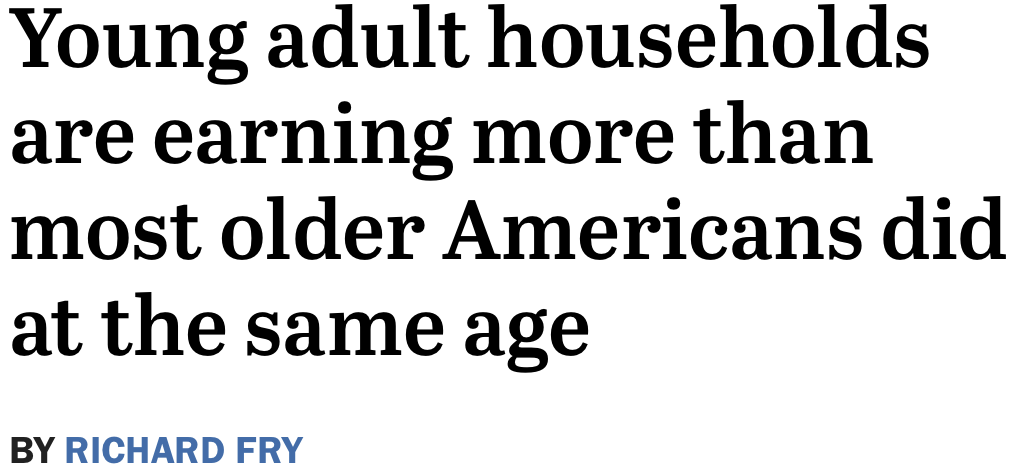 Young adult households
are earning more than
most older Americans did
at the same age
BY RICHARD FRY